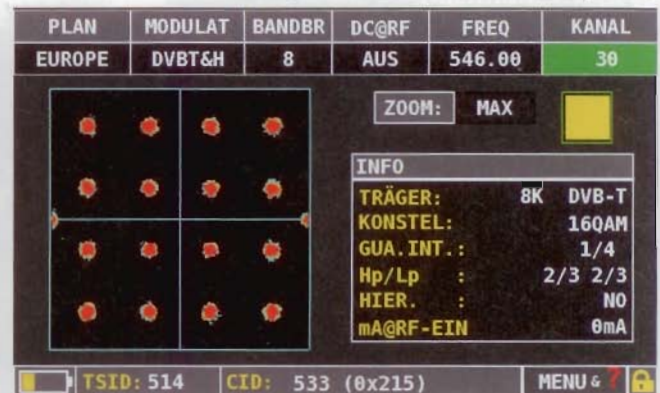 PLAN MODULAT BANDBR DC@RF FREQ KANAL
EUROPE DVBT&H 8 AUS 546.00 30
ZOOM: MAX
INFO
TRÄGER: 8K DVB-T
KONSTEL: 16QAM
GUA.INT.: 1/4
Hp/Lp : 2/3 2/3
HIER. : NO
mA@RF-EIN 0mA
TSID: 514 CID: 533 (0x215) MENU & ?